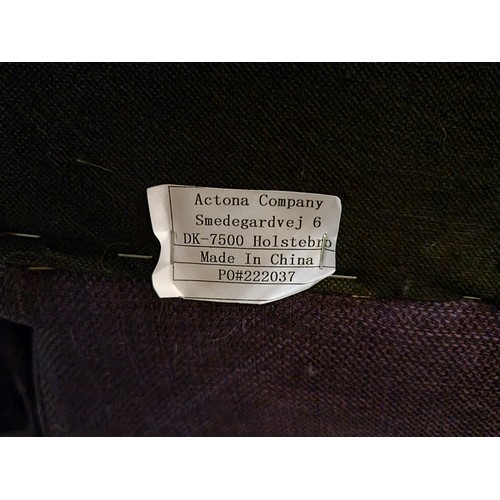 Actona Company
Smedegardvej 6
DK-7500 Holstebro
Made In China
PO#222037